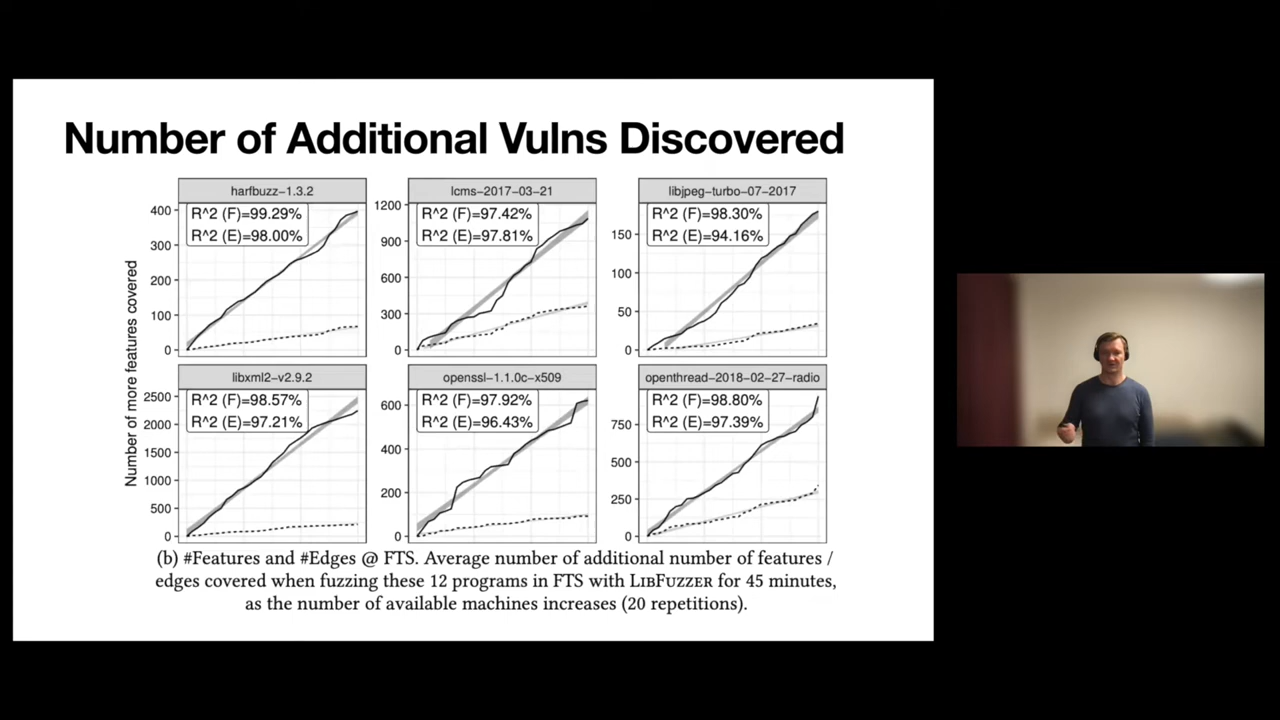 Number of Additional Vulns Discovered
Number of more features covered
harfbuzz−1.3.2
R^2 (F)=99.29%
R^2 (E)=98.00%
400
300
200
100
0
lcms−2017−03−21
R^2 (F)=97.42%
R^2 (E)=97.81%
1200
900
600
300
0
libjpeg−turbo−07−2017
R^2 (F)=98.30%
R^2 (E)=94.16%
150
100
50
0
libxml2−v2.9.2
R^2 (F)=98.57%
R^2 (E)=97.21%
2500
2000
1500
1000
500
0
openssl−1.1.0c−x509
R^2 (F)=97.92%
R^2 (E)=96.43%
600
400
200
0
openthread−2018−02−27−radio
R^2 (F)=98.80%
R^2 (E)=97.39%
750
500
250
0
(b) #Features and #Edges @ FTS. Average number of additional number of features /
edges covered when fuzzing these 12 programs in FTS with LIBFUZZER for 45 minutes,
as the number of available machines increases (20 repetitions).